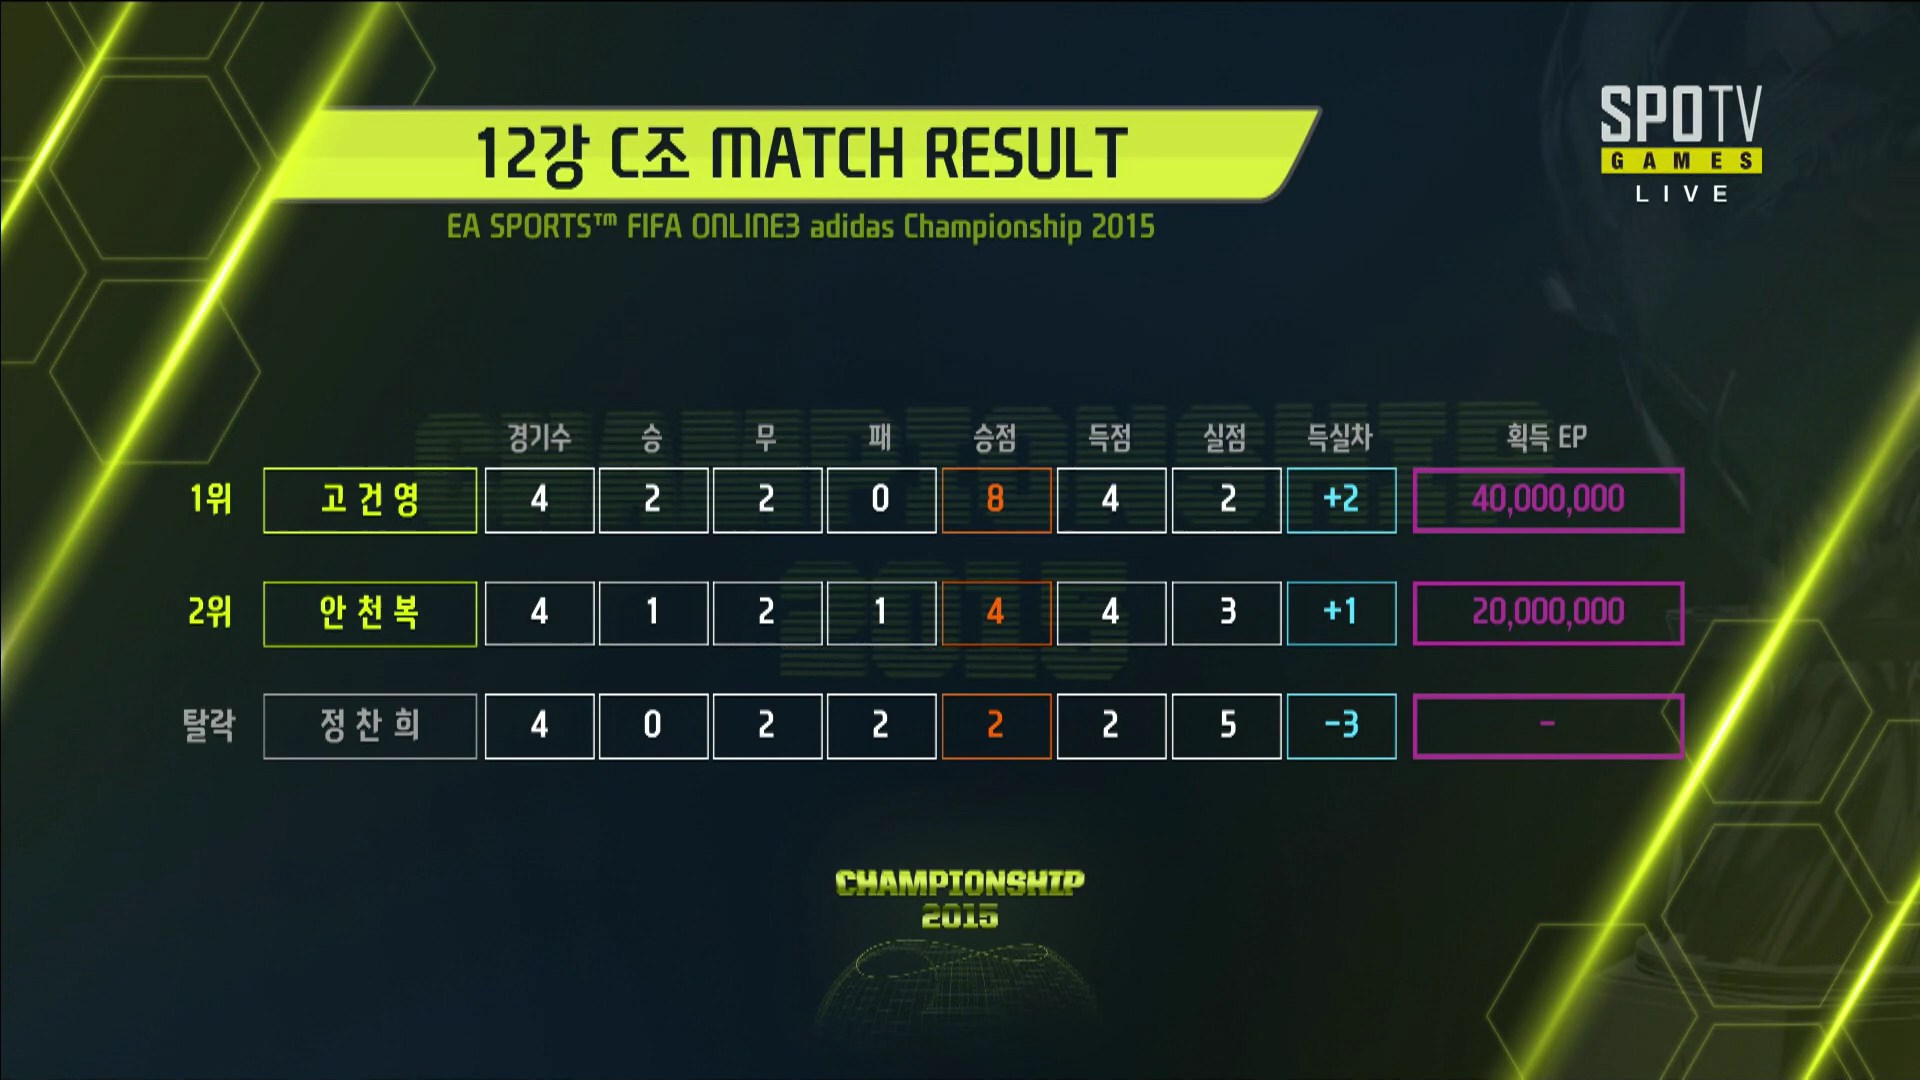 12강 C조 MATCH RESULT
EA SPORTS™ FIFA ONLINE3 adidas Championship 2015
SPOTV
GAMES
LIVE
CHAMPIONSHIP
2015
경기수 승 무 패 승점 득점 실점 득실차 획득 EP
1위 고건영 4 2 2 0 8 4 2 +2 40,000,000
2위 안천복 4 1 2 1 4 4 3 +1 20,000,000
탈락 정찬희 4 0 2 2 2 2 5 -3 -
CHAMPIONSHIP
2015